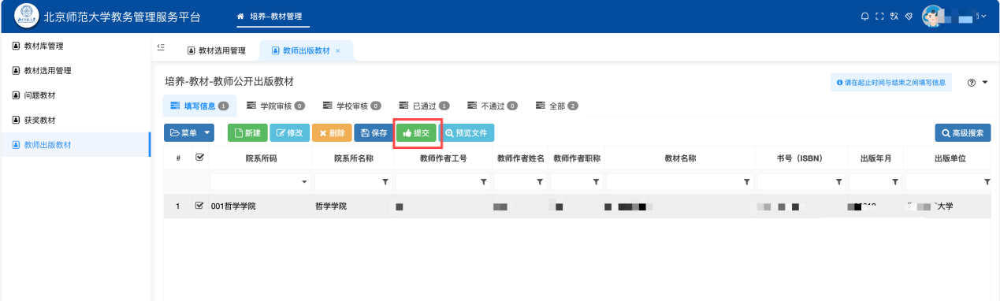 北京师范大学教务管理服务平台 培养-教材管理
教材库管理
教材选用管理
问题教材
获奖教材
教师出版教材
教材选用管理 教师出版教材 ×
培养-教材-教师公开出版教材 请在起止时间与结束之间填写信息
填写信息 1 学院审核 0 学校审核 0 已通过 1 不通过 0 全部 2
菜单 新建 修改 删除 保存 提交 预览文件 高级搜索
# 院系所码 院系所名称 教师作者工号 教师作者姓名 教师作者职称 教材名称 书号（ISBN） 出版年月 出版单位
1 001哲学学院 哲学学院 大学